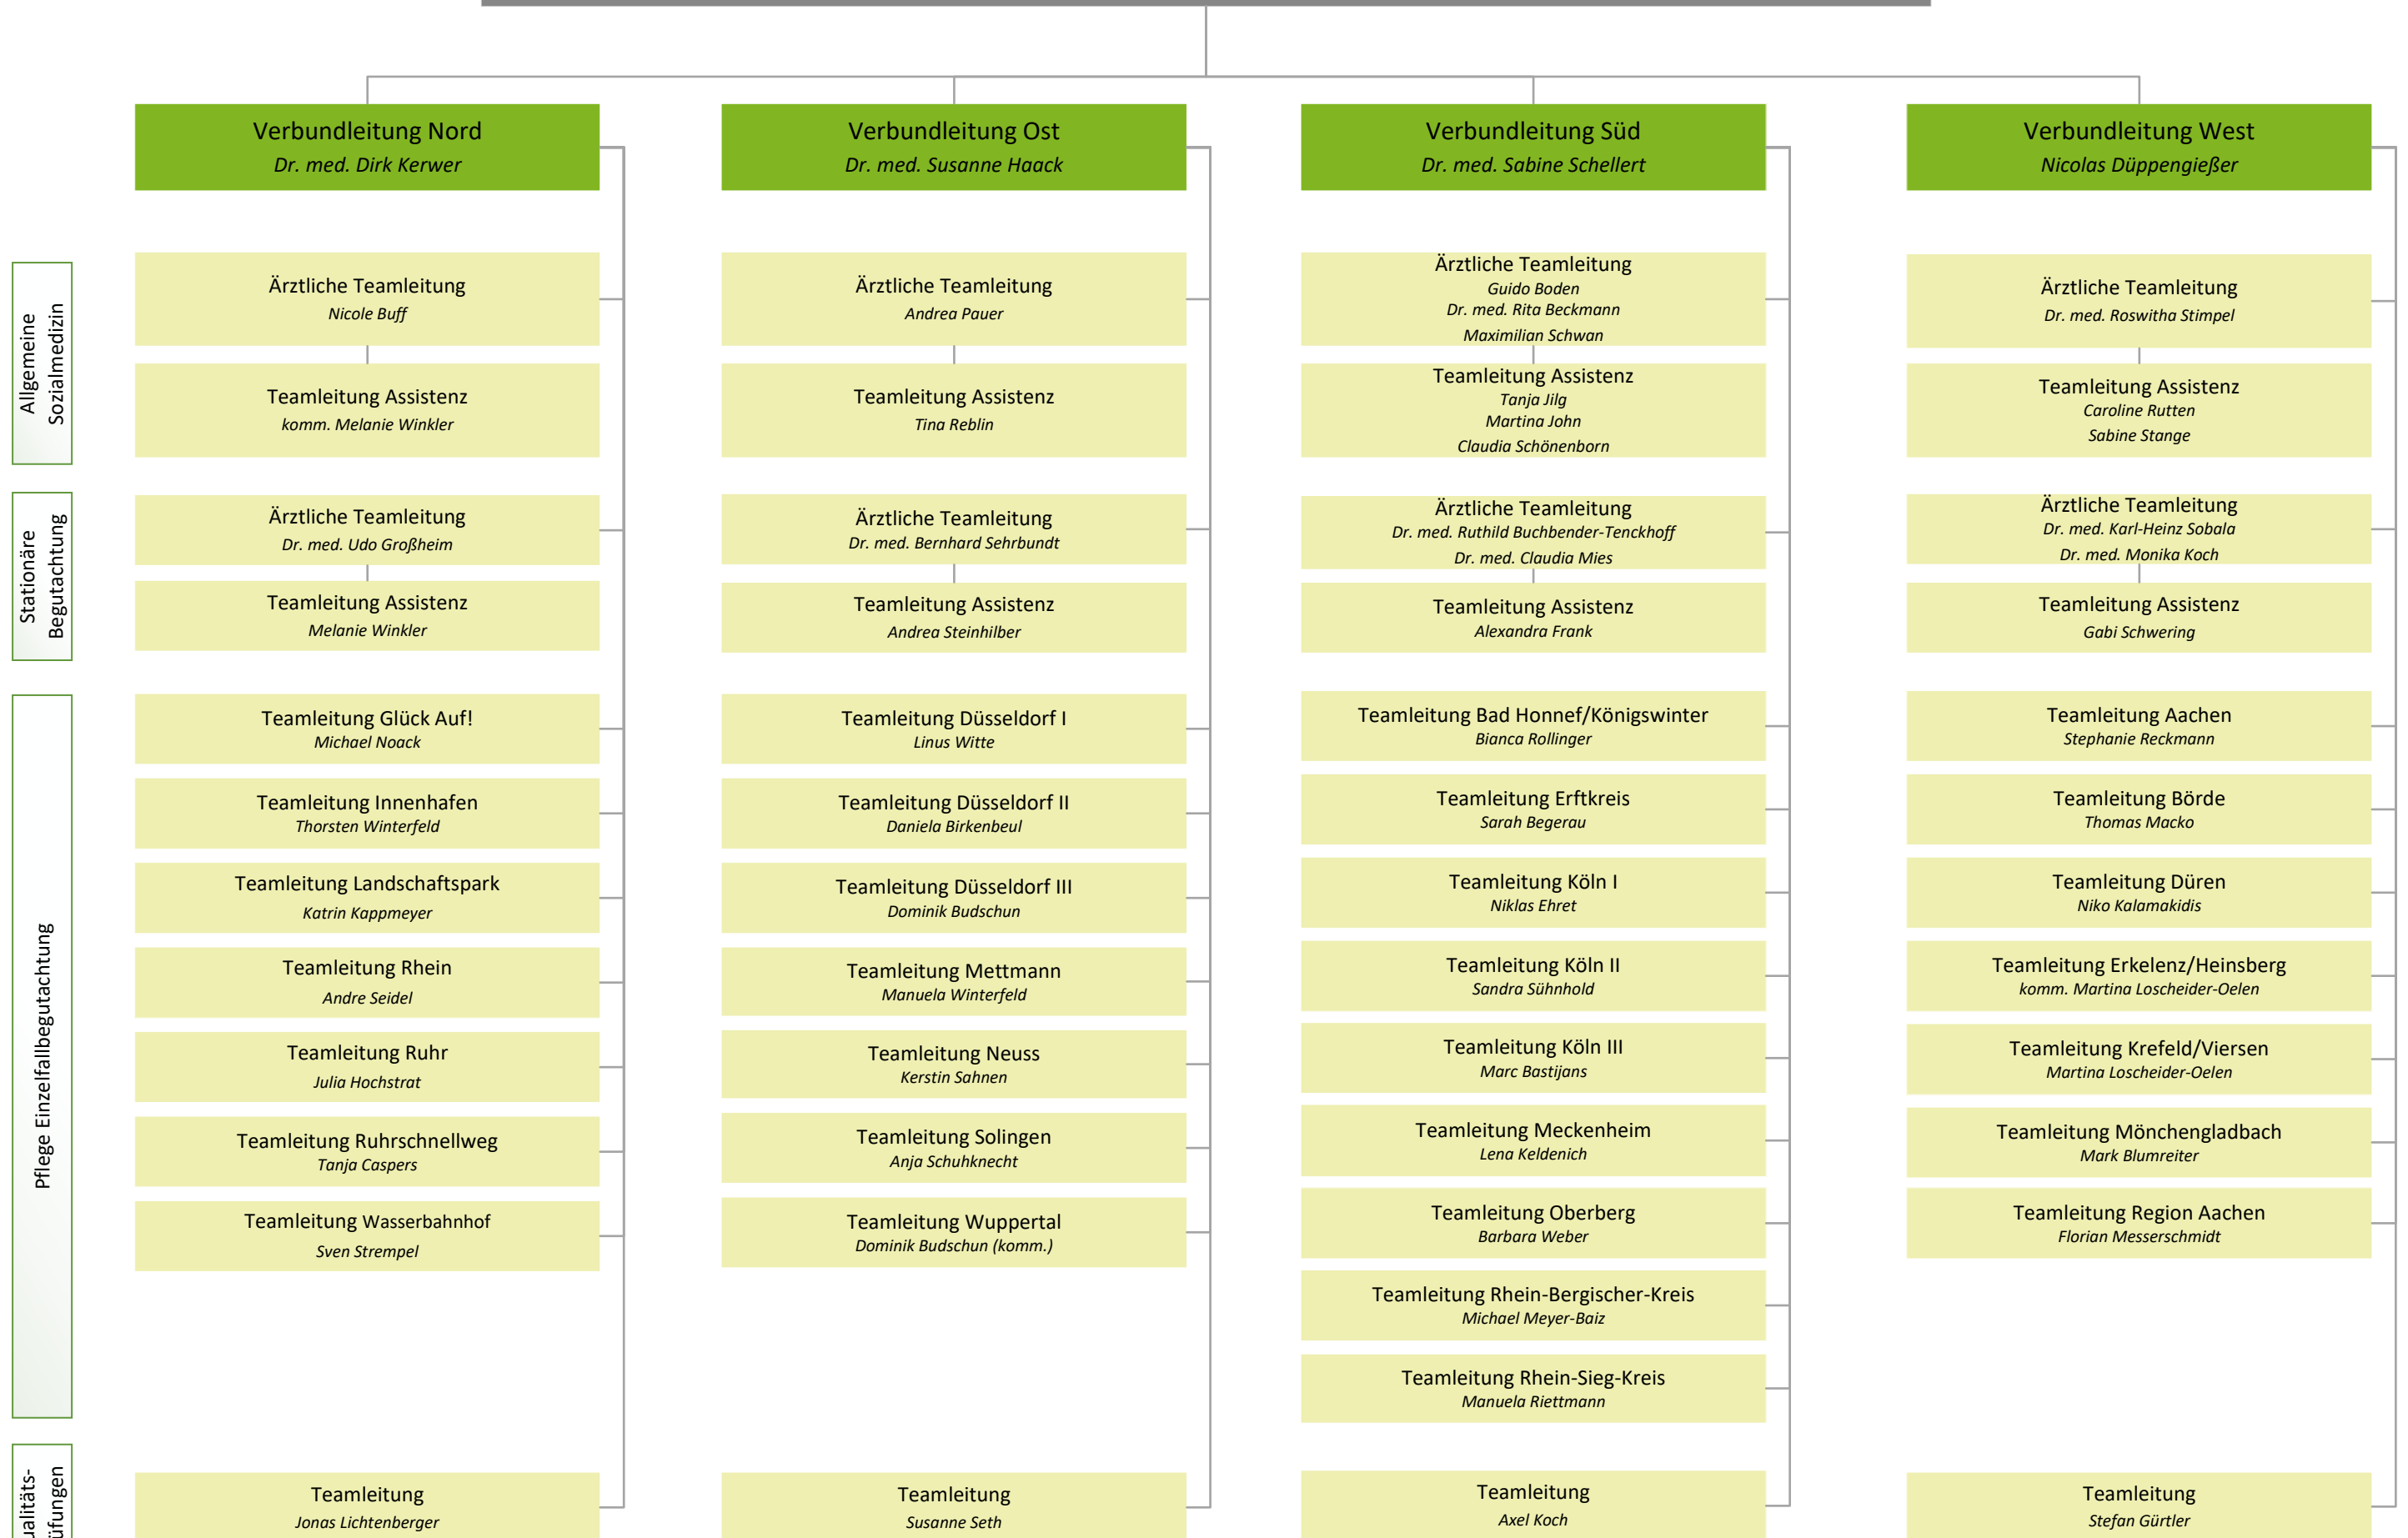 Verbundleitung Nord
Dr. med. Dirk Kerwer
Verbundleitung Ost
Dr. med. Susanne Haack
Verbundleitung Süd
Dr. med. Sabine Schellert
Verbundleitung West
Nicolas Düppengießer
Allgemeine
Sozialmedizin
Ärztliche Teamleitung
Nicole Buff
Ärztliche Teamleitung
Andrea Pauer
Ärztliche Teamleitung
Guido Boden
Dr. med. Rita Beckmann
Maximilian Schwan
Ärztliche Teamleitung
Dr. med. Roswitha Stimpel
Teamleitung Assistenz
komm. Melanie Winkler
Teamleitung Assistenz
Tina Reblin
Teamleitung Assistenz
Tanja Jilg
Martina John
Claudia Schönenborn
Teamleitung Assistenz
Caroline Rutten
Sabine Stange
Stationäre
Begutachtung
Ärztliche Teamleitung
Dr. med. Udo Großheim
Ärztliche Teamleitung
Dr. med. Bernhard Sehrbundt
Ärztliche Teamleitung
Dr. med. Ruthild Buchbender-Tenckhoff
Dr. med. Claudia Mies
Ärztliche Teamleitung
Dr. med. Karl-Heinz Sobala
Dr. med. Monika Koch
Teamleitung Assistenz
Melanie Winkler
Teamleitung Assistenz
Andrea Steinhilber
Teamleitung Assistenz
Alexandra Frank
Teamleitung Assistenz
Gabi Schwering
Pflege Einzelfallbegutachtung
Teamleitung Glück Auf!
Michael Noack
Teamleitung Düsseldorf I
Linus Witte
Teamleitung Bad Honnef/Königswinter
Bianca Rollinger
Teamleitung Aachen
Stephanie Reckmann
Teamleitung Innenhafen
Thorsten Winterfeld
Teamleitung Düsseldorf II
Daniela Birkenbeul
Teamleitung Erftkreis
Sarah Begerau
Teamleitung Börde
Thomas Macko
Teamleitung Landschaftspark
Katrin Kappmeyer
Teamleitung Düsseldorf III
Dominik Budschun
Teamleitung Köln I
Niklas Ehret
Teamleitung Düren
Niko Kalamakidis
Teamleitung Rhein
Andre Seidel
Teamleitung Mettmann
Manuela Winterfeld
Teamleitung Köln II
Sandra Sühnhold
Teamleitung Erkelenz/Heinsberg
komm. Martina Loscheider-Oelen
Teamleitung Ruhr
Julia Hochstrat
Teamleitung Neuss
Kerstin Sahnen
Teamleitung Köln III
Marc Bastijans
Teamleitung Krefeld/Viersen
Martina Loscheider-Oelen
Teamleitung Ruhrschnellweg
Tanja Caspers
Teamleitung Solingen
Anja Schuhknecht
Teamleitung Meckenheim
Lena Keldenich
Teamleitung Mönchengladbach
Mark Blumreiter
Teamleitung Wasserbahnhof
Sven Strempel
Teamleitung Wuppertal
Dominik Budschun (komm.)
Teamleitung Oberberg
Barbara Weber
Teamleitung Region Aachen
Florian Messerschmidt
Teamleitung Rhein-Bergischer-Kreis
Michael Meyer-Baiz
Teamleitung Rhein-Sieg-Kreis
Manuela Riettmann
Teamleitung
Jonas Lichtenberger
Teamleitung
Susanne Seth
Teamleitung
Axel Koch
Teamleitung
Stefan Gürtler